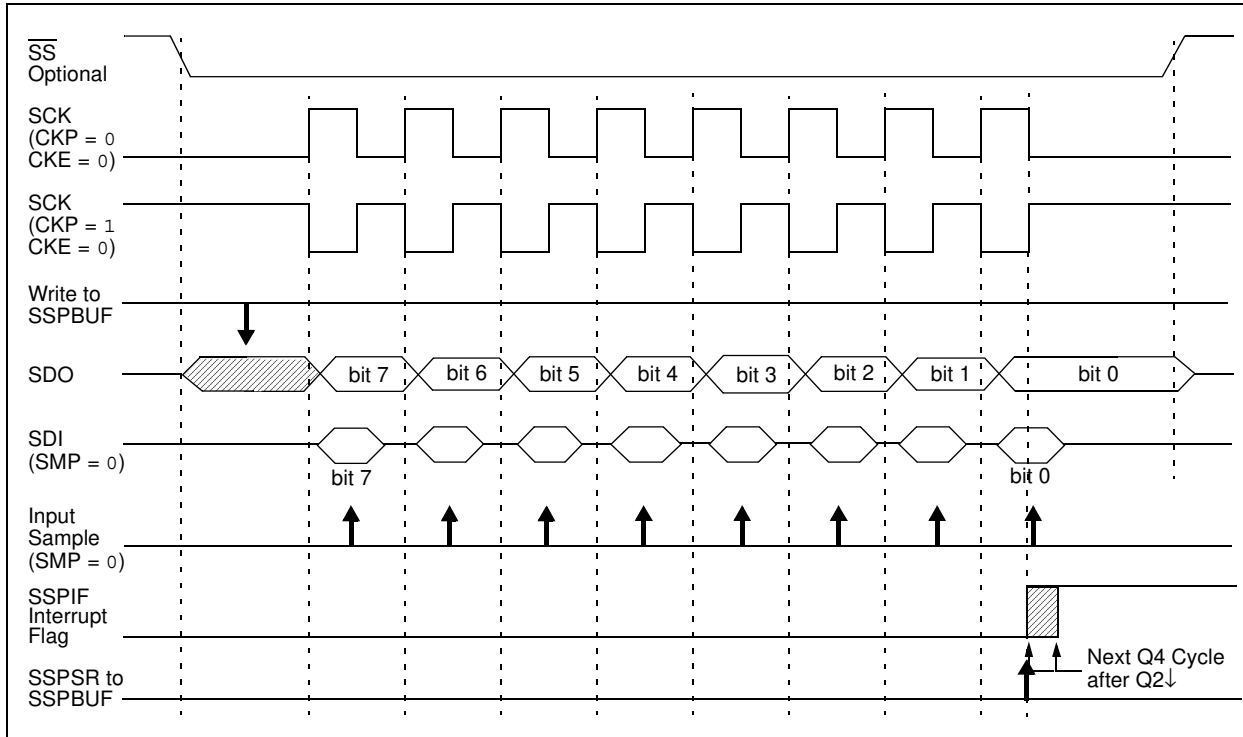 SS
Optional
SCK
(CKP = 0
CKE = 0)
SCK
(CKP = 1
CKE = 0)
Write to
SSPBUF
SDO
bit 7
bit 6
bit 5
bit 4
bit 3
bit 2
bit 1
bit 0
SDI
(SMP = 0)
bit 7
bit 0
Input
Sample
(SMP = 0)
SSPIF
Interrupt
Flag
SSPSR to
SSPBUF
Next Q4 Cycle
after Q2↓